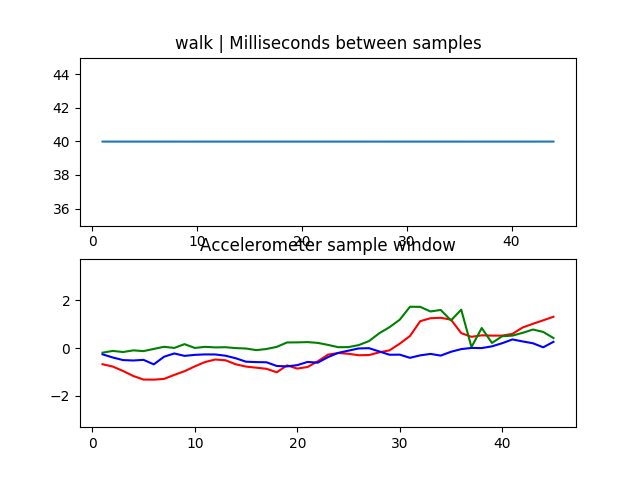 walk | Milliseconds between samples
44
42
40
38
36
0 10 20 30 40
Accelerometer sample window
2
0
−2
0 10 20 30 40